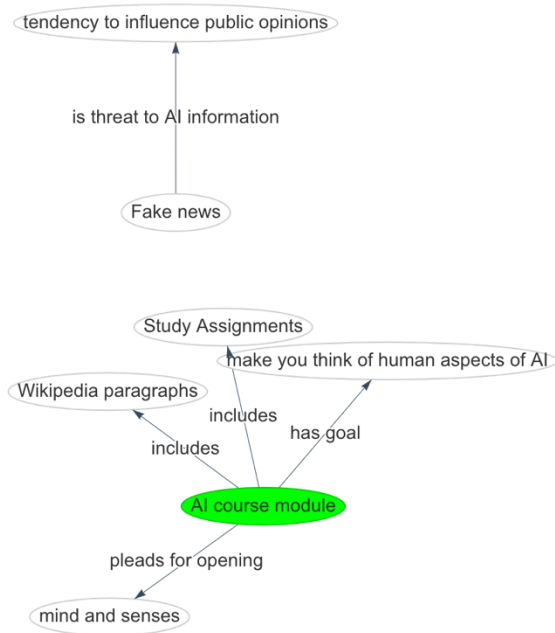 tendency to influence public opinions
is threat to AI information
Fake news
Study Assignments
make you think of human aspects of AI
Wikipedia paragraphs
includes
has goal
includes
AI course module
pleads for opening
mind and senses